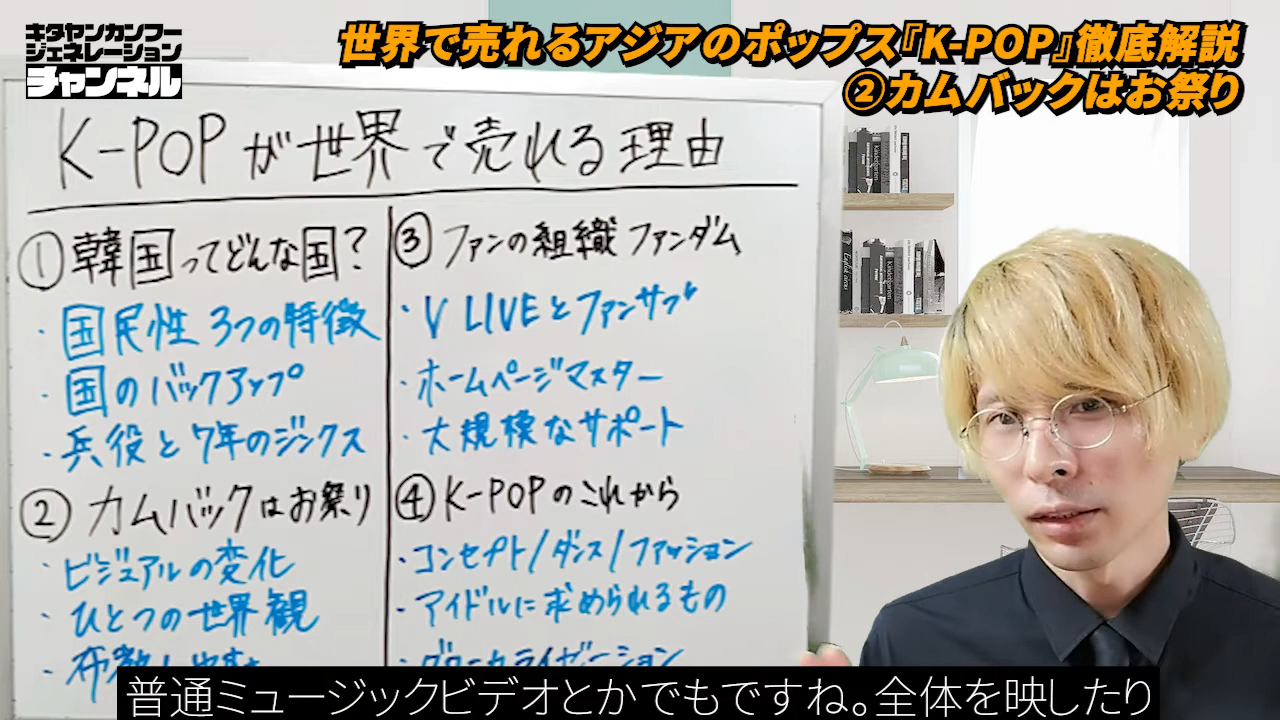 キタヤンカンフー
ジェネレーション
チャンネル
世界で売れるアジアのポップス『K-POP』徹底解説
②カムバックはお祭り
K-POPが世界で売れる理由
①韓国ってどんな国?
・国民性 3つの特徴
・国のバックアップ
・兵役と7年のジンクス
②カムバックはお祭り
・ビジュアルの変化
・ひとつの世界観
③ファンの組織 ファンダム
・V LIVEとファンサブ
・ホームページマスター
・大規模なサポート
④K-POPのこれから
・コンセプト/ダンス/ファッション
・アイドルに求められるもの
・グローカライゼーション
普通ミュージックビデオとかでもですね。全体を映したり